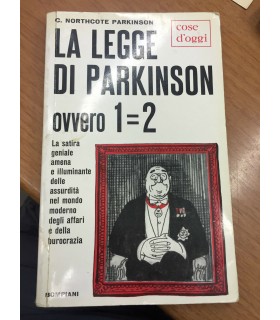 C. NORTHCOTE PARKINSON
cose
d'oggi
LA LEGGE
DI PARKINSON
ovvero 1=2
La satira
geniale
amena
e illuminante
delle
assurdità
nel mondo
moderno
degli affari
e della
burocrazia
BOMPIANI